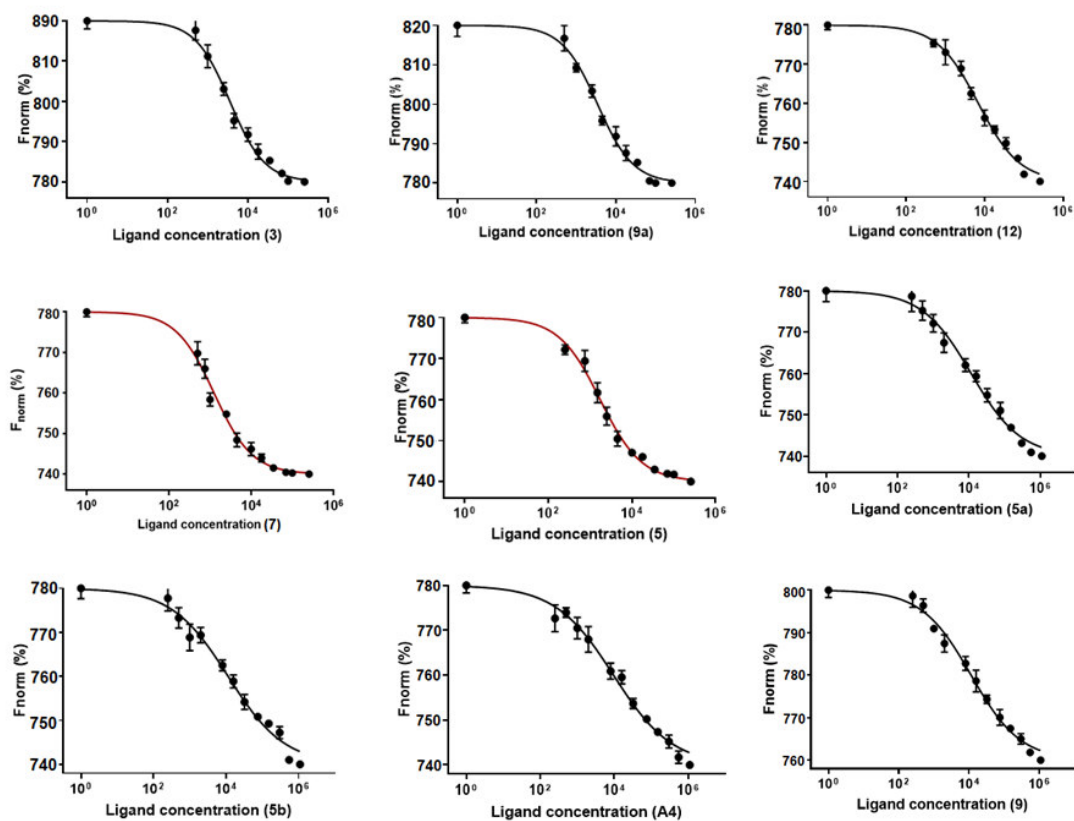 Fnorm (%)
890
810
800
790
780
10⁰ 10² 10⁴ 10⁶
Ligand concentration (3)
Fnorm (%)
820
810
800
790
780
10⁰ 10² 10⁴ 10⁶
Ligand concentration (9a)
Fnorm (%)
780
770
760
750
740
10⁰ 10² 10⁴ 10⁶
Ligand concentration (12)
Fnorm (%)
780
770
760
750
740
10⁰ 10² 10⁴ 10⁶
Ligand concentration (7)
Fnorm (%)
780
770
760
750
740
10⁰ 10² 10⁴ 10⁶
Ligand concentration (5)
Fnorm (%)
780
770
760
750
740
10⁰ 10² 10⁴ 10⁶
Ligand concentration (5a)
Fnorm (%)
780
770
760
750
740
10⁰ 10² 10⁴ 10⁶
Ligand concentration (5b)
Fnorm (%)
780
770
760
750
740
10⁰ 10² 10⁴ 10⁶
Ligand concentration (A4)
Fnorm (%)
800
790
780
770
760
10⁰ 10² 10⁴ 10⁶
Ligand concentration (9)